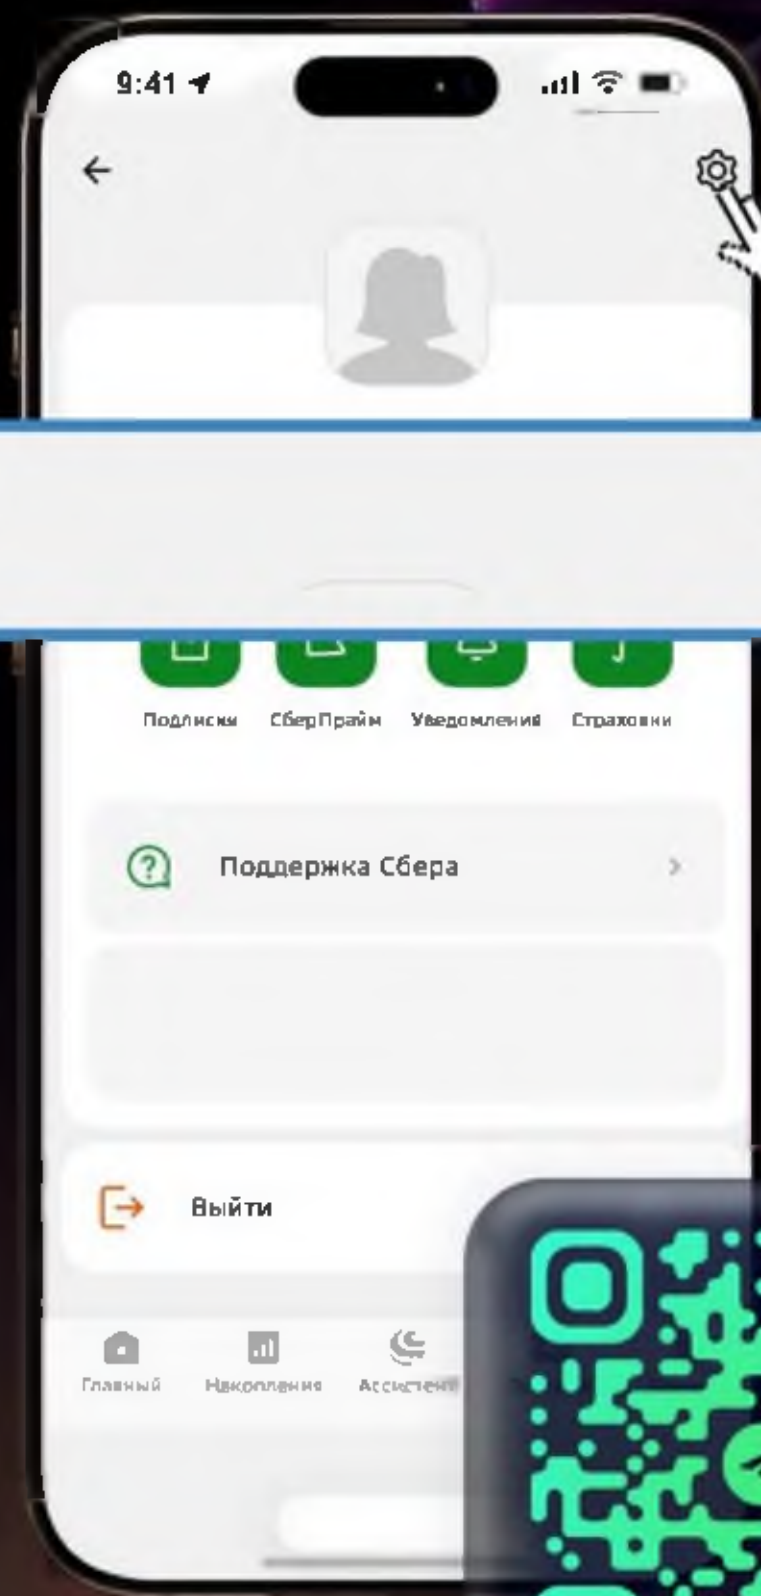 9:41
Подписки СберПрайм Уведомления Страховки
Поддержка Сбера
Выйти
Главный Накопления Ассистент